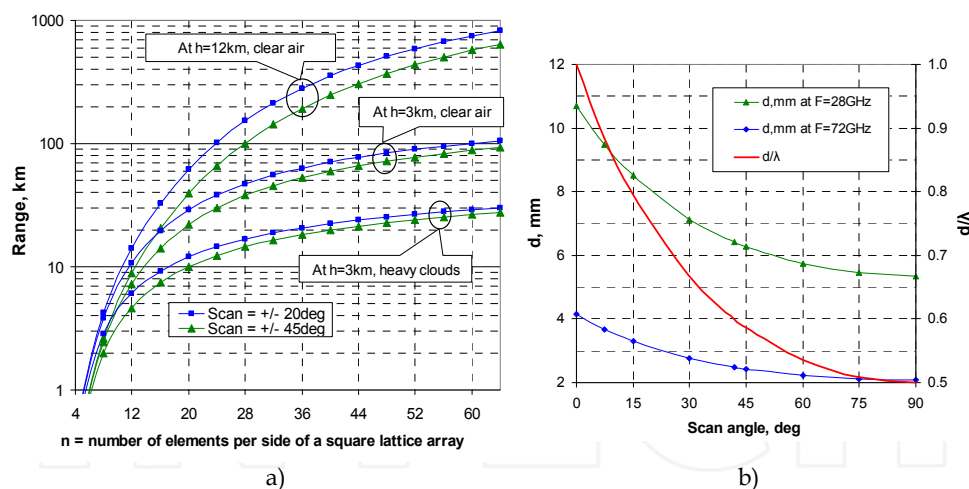 1000
100
10
1
Range, km
At h=12km, clear air
At h=3km, clear air
At h=3km, heavy clouds
Scan = +/- 20deg
Scan = +/- 45deg
4 12 20 28 36 44 52 60
n = number of elements per side of a square lattice array
a)
12
10
8
6
4
2
d, mm
d,mm at F=28GHz
d,mm at F=72GHz
d/λ
1.0
0.9
0.8
0.7
0.6
0.5
d/λ
0 15 30 45 60 75 90
Scan angle, deg
b)